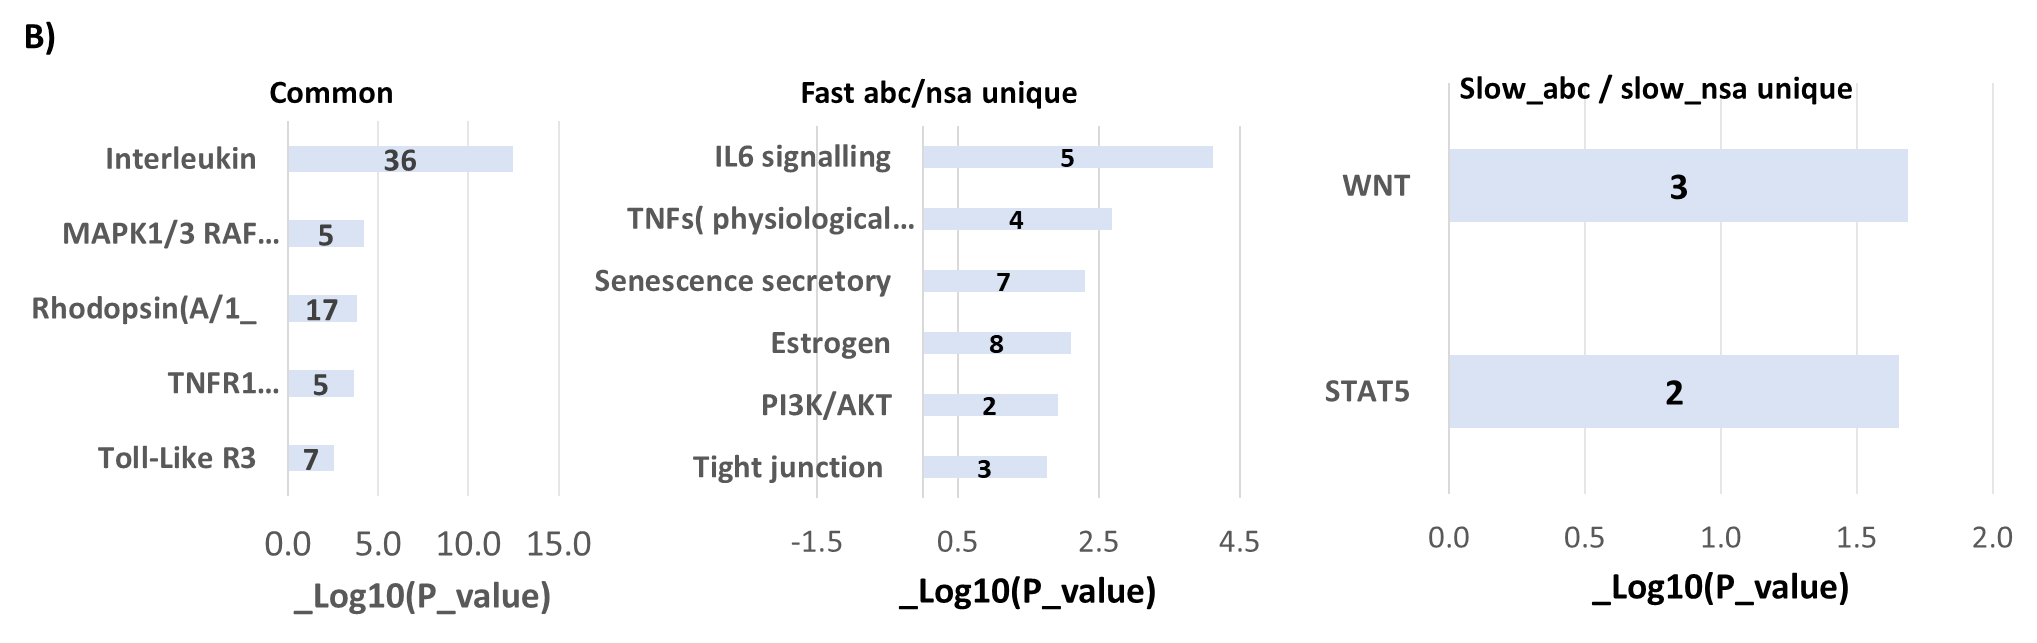 B)
Common
Interleukin
36
MAPK1/3 RAF...
5
Rhodopsin(A/1_
17
TNFR1...
5
Toll-Like R3
7
0.0 5.0 10.0 15.0
_Log10(P_value)
Fast abc/nsa unique
IL6 signalling
5
TNFs( physiological...
4
Senescence secretory
7
Estrogen
8
PI3K/AKT
2
Tight junction
3
-1.5 0.5 2.5 4.5
_Log10(P_value)
Slow_abc / slow_nsa unique
WNT
3
STAT5
2
0.0 0.5 1.0 1.5 2.0
_Log10(P_value)